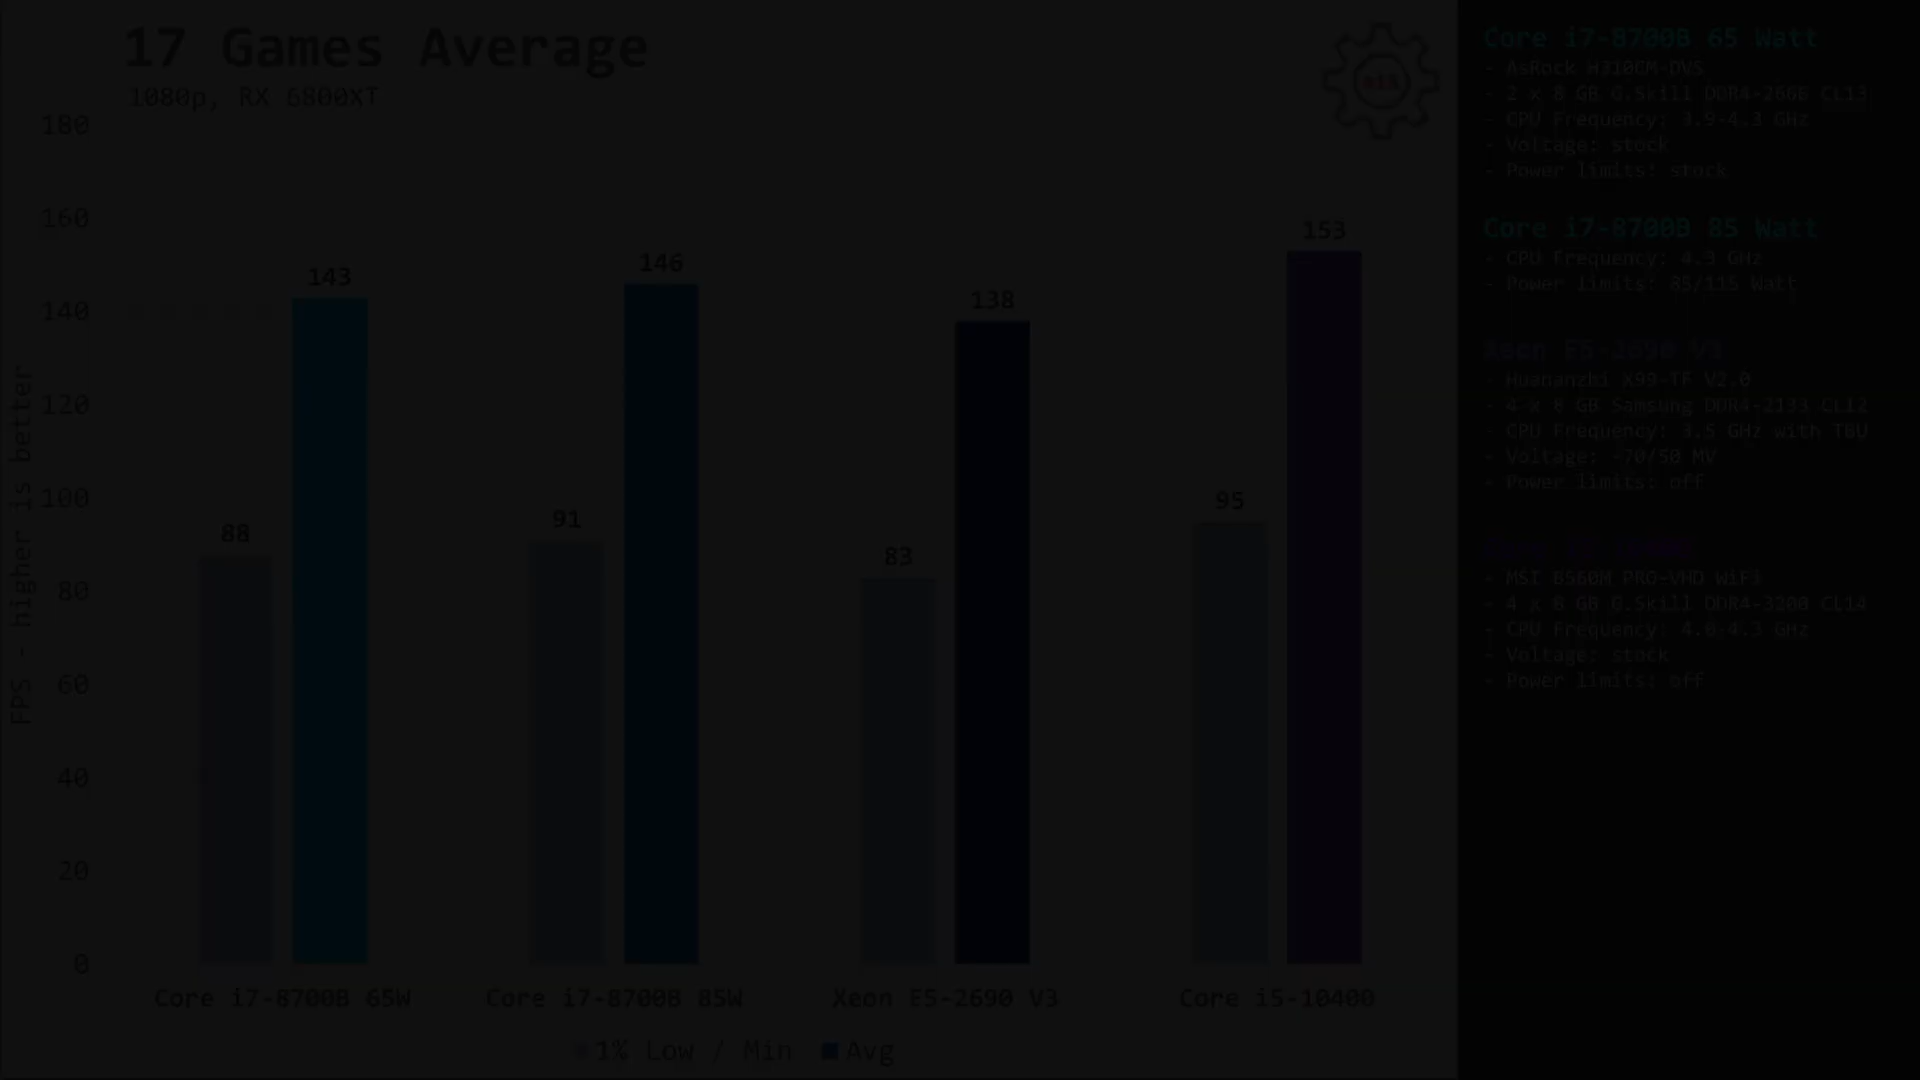 17 Games Average
1080p, RX 6800XT
180
160
140
120
100
80
60
40
20
0
FPS - higher is better
88
143
91
146
83
138
95
153
Core i7-8700B 65W
Core i7-8700B 85W
Xeon E5-2690 V3
Core i5-10400
1% Low / Min
Avg
Core i7-8700B 65 Watt
- AsRock H310CM-DVS
- 2 x 8 GB G.Skill DDR4-2666 CL13
- CPU Frequency: 3.9-4.3 GHz
- Voltage: stock
- Power limits: stock
Core i7-8700B 85 Watt
- CPU Frequency: 4.3 GHz
- Power limits: 85/115 Watt
Xeon E5-2690 V3
- Huananzhi X99-TF V2.0
- 4 x 8 GB Samsung DDR4-2133 CL12
- CPU Frequency: 3.5 GHz with TBU
- Voltage: -70/50 MV
- Power limits: off
- MSI B560M PRO-VHD WiFi
- 4 x 8 GB G.Skill DDR4-3200 CL14
- CPU Frequency: 4.0-4.3 GHz
- Voltage: stock
- Power limits: off